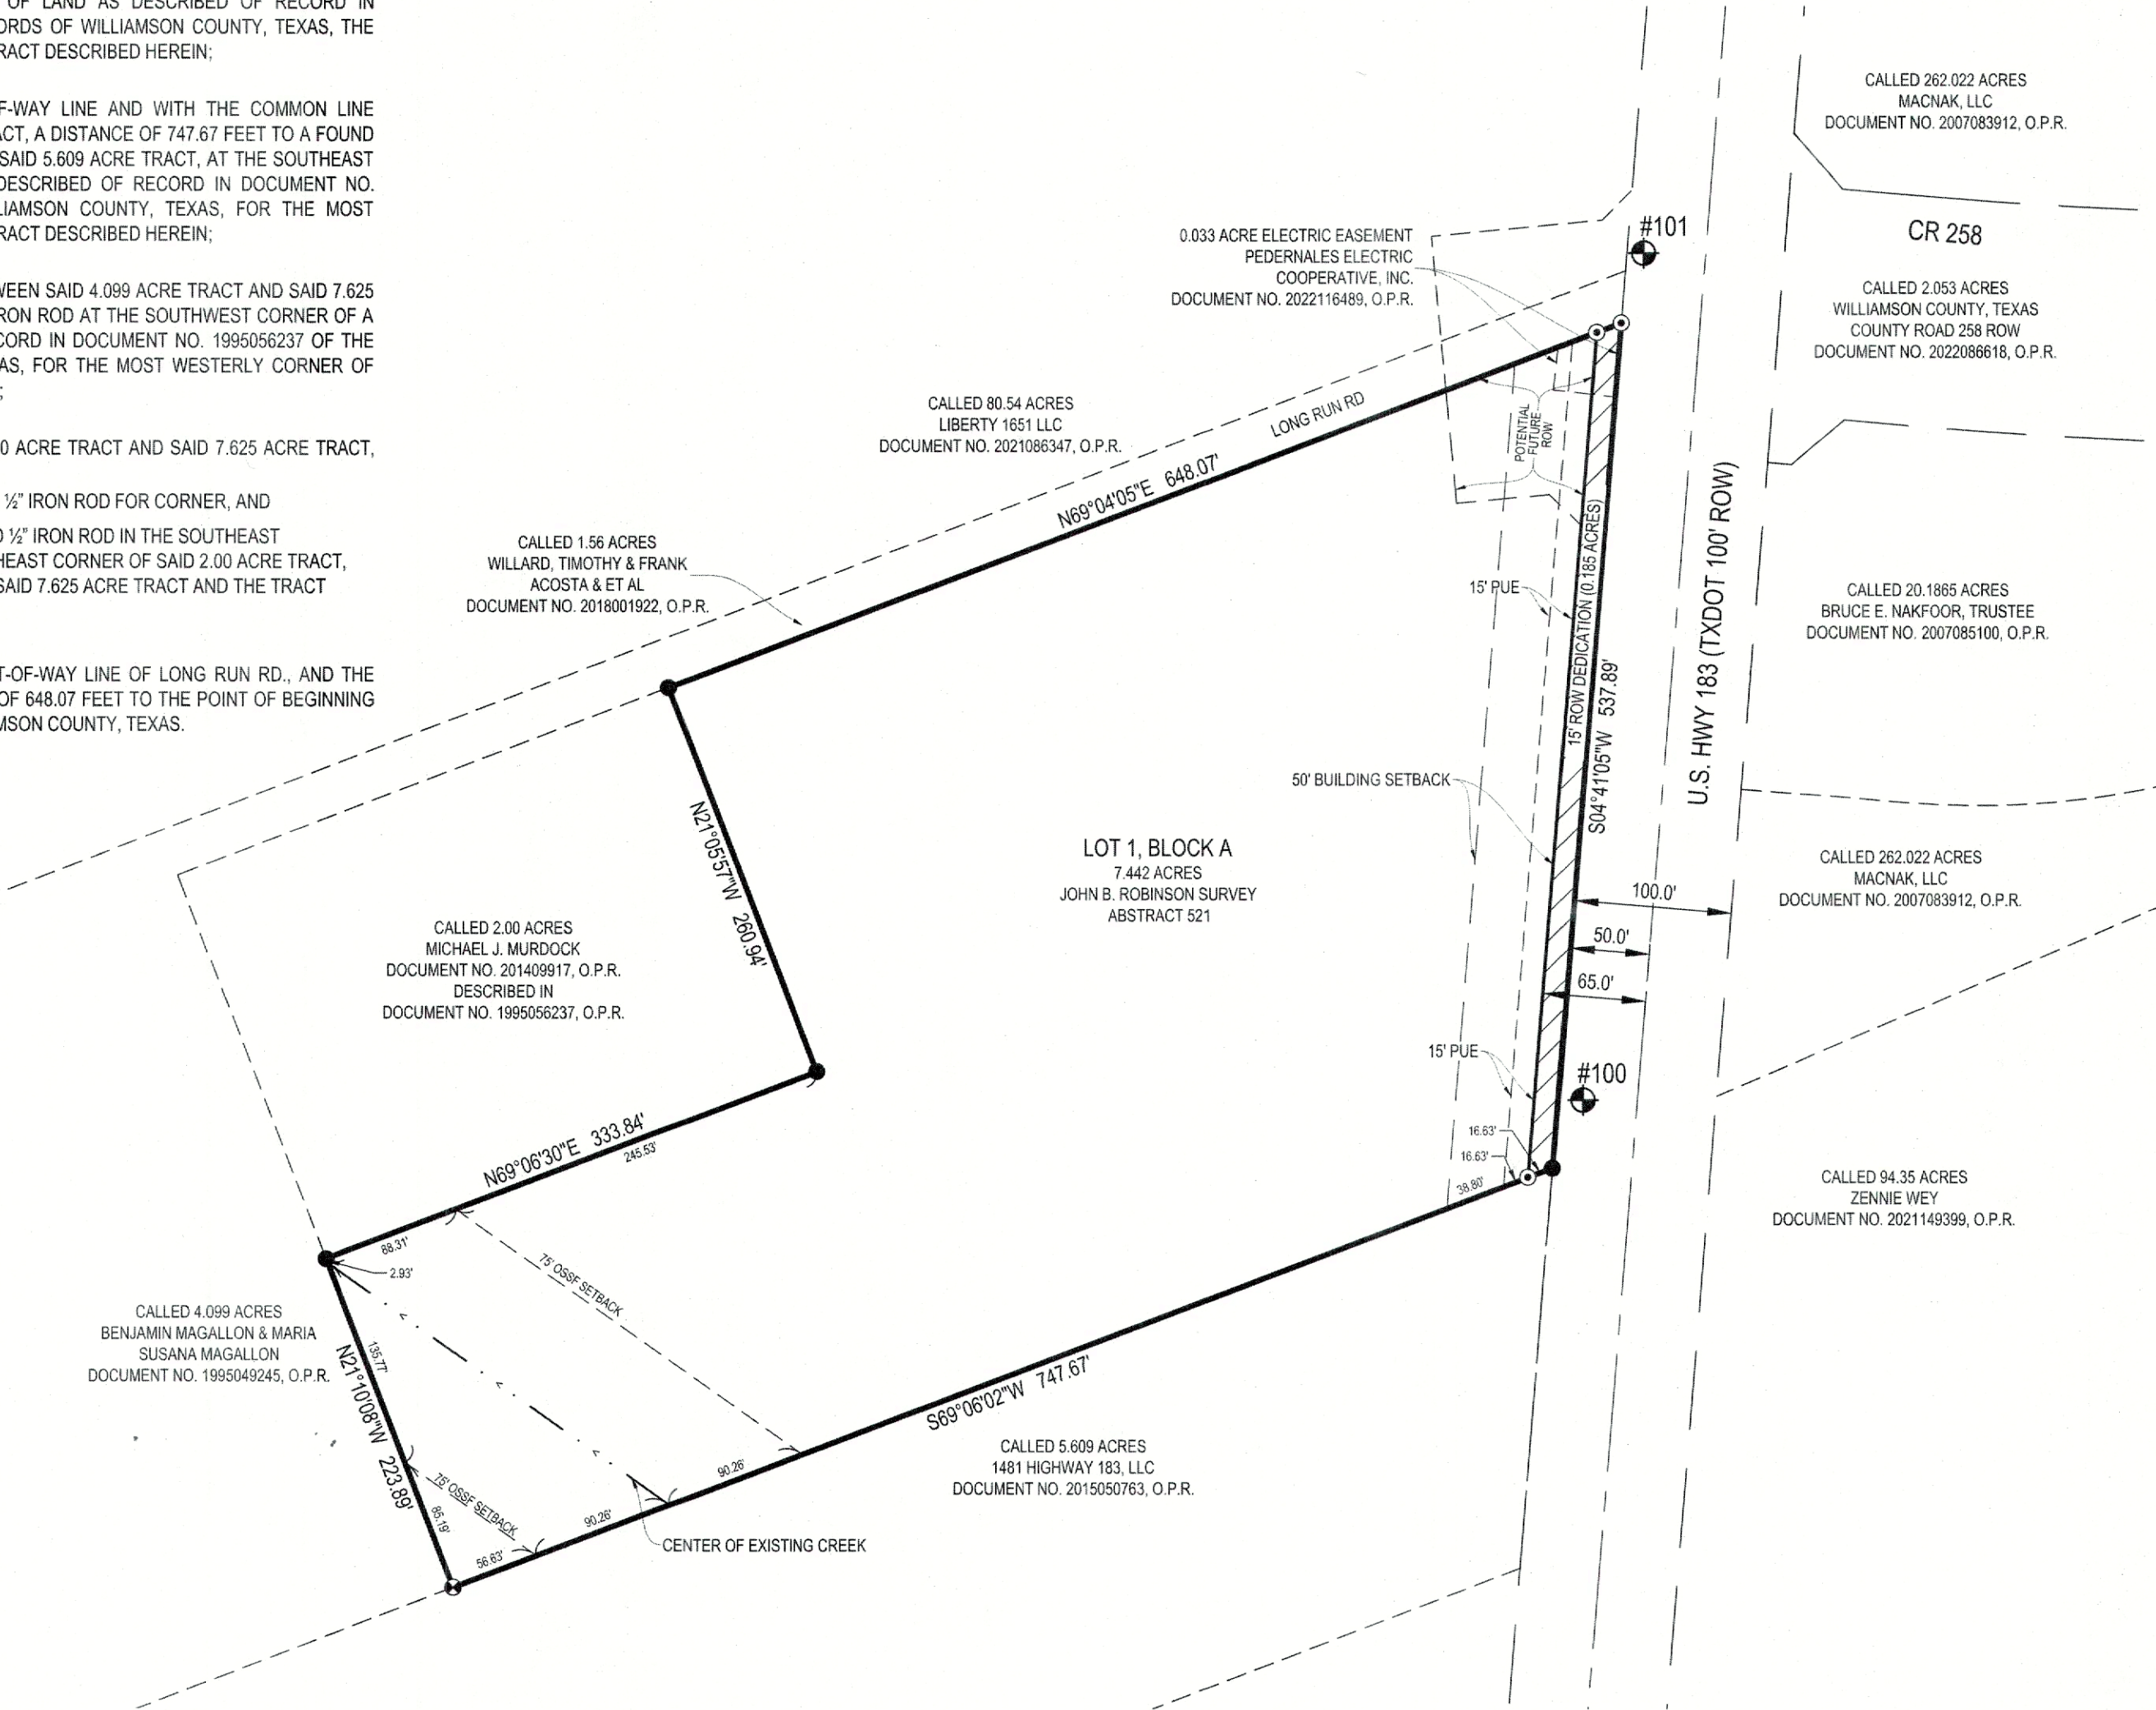 OF LAND AS DESCRIBED OF RECORD IN
ORDS OF WILLIAMSON COUNTY, TEXAS, THE
RACT DESCRIBED HEREIN;
F-WAY LINE AND WITH THE COMMON LINE
ACT, A DISTANCE OF 747.67 FEET TO A FOUND
SAID 5.609 ACRE TRACT, AT THE SOUTHEAST
DESCRIBED OF RECORD IN DOCUMENT NO.
LIAMSON COUNTY, TEXAS, FOR THE MOST
RACT DESCRIBED HEREIN;
WEEN SAID 4.099 ACRE TRACT AND SAID 7.625
IRON ROD AT THE SOUTHWEST CORNER OF A
CORD IN DOCUMENT NO. 1995056237 OF THE
AS, FOR THE MOST WESTERLY CORNER OF
;
0 ACRE TRACT AND SAID 7.625 ACRE TRACT,
½" IRON ROD FOR CORNER, AND
D ½" IRON ROD IN THE SOUTHEAST
HEAST CORNER OF SAID 2.00 ACRE TRACT,
SAID 7.625 ACRE TRACT AND THE TRACT
T-OF-WAY LINE OF LONG RUN RD., AND THE
OF 648.07 FEET TO THE POINT OF BEGINNING
MSON COUNTY, TEXAS.
CALLED 262.022 ACRES
MACNAK, LLC
DOCUMENT NO. 2007083912, O.P.R.
CR 258
CALLED 2.053 ACRES
WILLIAMSON COUNTY, TEXAS
COUNTY ROAD 258 ROW
DOCUMENT NO. 2022086618, O.P.R.
#101
0.033 ACRE ELECTRIC EASEMENT
PEDERNALES ELECTRIC
COOPERATIVE, INC.
DOCUMENT NO. 2022116489, O.P.R.
CALLED 80.54 ACRES
LIBERTY 1651 LLC
DOCUMENT NO. 2021086347, O.P.R.
LONG RUN RD
N69°04'05"E 648.07'
POTENTIAL
FUTURE
ROW
CALLED 1.56 ACRES
WILLARD, TIMOTHY & FRANK
ACOSTA & ET AL
DOCUMENT NO. 2018001922, O.P.R.
15' PUE
15' ROW DEDICATION (0.185 ACRES)
S04°41'05"W 537.89'
U.S. HWY 183 (TXDOT 100' ROW)
CALLED 20.1865 ACRES
BRUCE E. NAKFOOR, TRUSTEE
DOCUMENT NO. 2007085100, O.P.R.
50' BUILDING SETBACK
N21°05'57"W 260.94'
LOT 1, BLOCK A
7.442 ACRES
JOHN B. ROBINSON SURVEY
ABSTRACT 521
CALLED 262.022 ACRES
MACNAK, LLC
DOCUMENT NO. 2007083912, O.P.R.
100.0'
50.0'
65.0'
CALLED 2.00 ACRES
MICHAEL J. MURDOCK
DOCUMENT NO. 201409917, O.P.R.
DESCRIBED IN
DOCUMENT NO. 1995056237, O.P.R.
15' PUE
#100
16.63'
16.63'
38.80'
N69°06'30"E 333.84'
245.53'
CALLED 94.35 ACRES
ZENNIE WEY
DOCUMENT NO. 2021149399, O.P.R.
88.31'
2.93'
75' OSSF SETBACK
CALLED 4.099 ACRES
BENJAMIN MAGALLON & MARIA
SUSANA MAGALLON
DOCUMENT NO. 1995049245, O.P.R.
135.77'
N21°10'08"W 223.89'
85.19'
75' OSSF SETBACK
56.63'
90.26'
90.26'
S69°06'02"W 747.67'
CALLED 5.609 ACRES
1481 HIGHWAY 183, LLC
DOCUMENT NO. 2015050763, O.P.R.
CENTER OF EXISTING CREEK